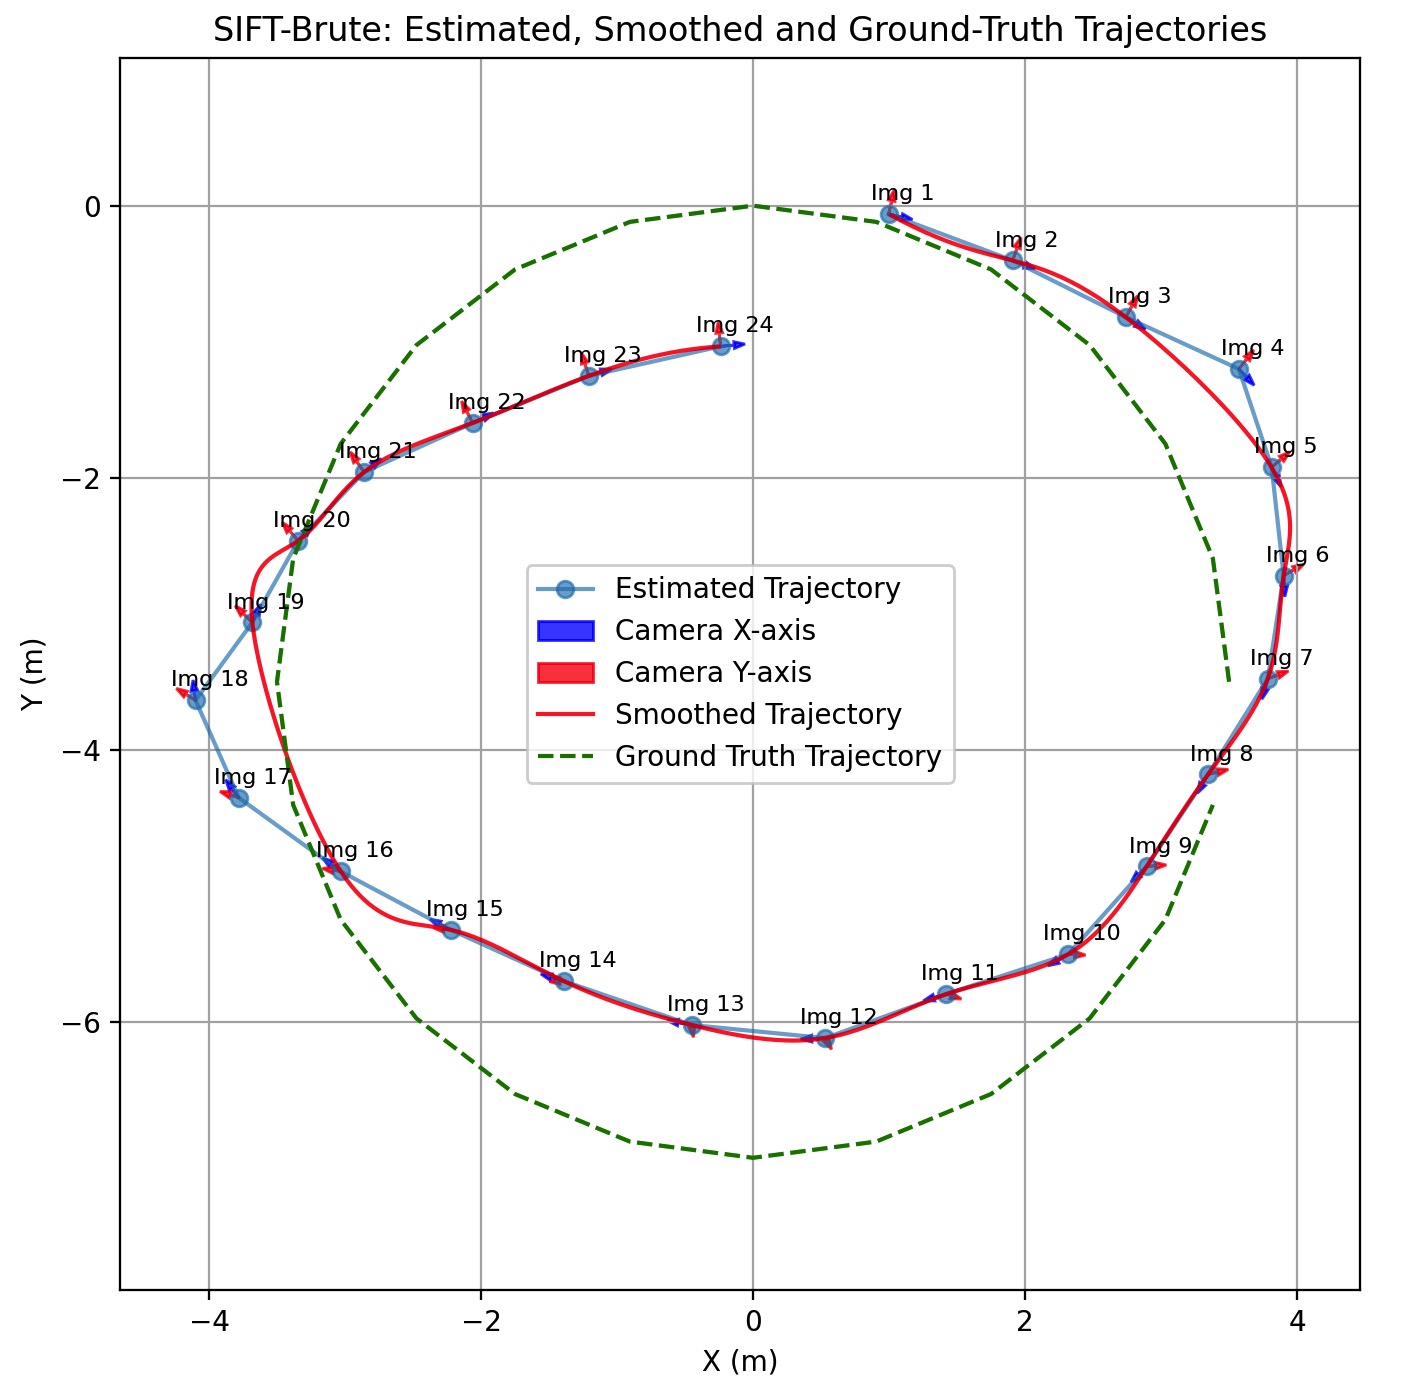 SIFT-Brute: Estimated, Smoothed and Ground-Truth Trajectories
Img 1
Img 2
Img 3
Img 4
Img 5
Img 6
Img 7
Img 8
Img 9
Img 10
Img 11
Img 12
Img 13
Img 14
Img 15
Img 16
Img 17
Img 18
Img 19
Img 20
Img 21
Img 22
Img 23
Img 24
Estimated Trajectory
Camera X-axis
Camera Y-axis
Smoothed Trajectory
Ground Truth Trajectory
0
−2
−4
−6
Y (m)
−4
−2
0
2
4
X (m)